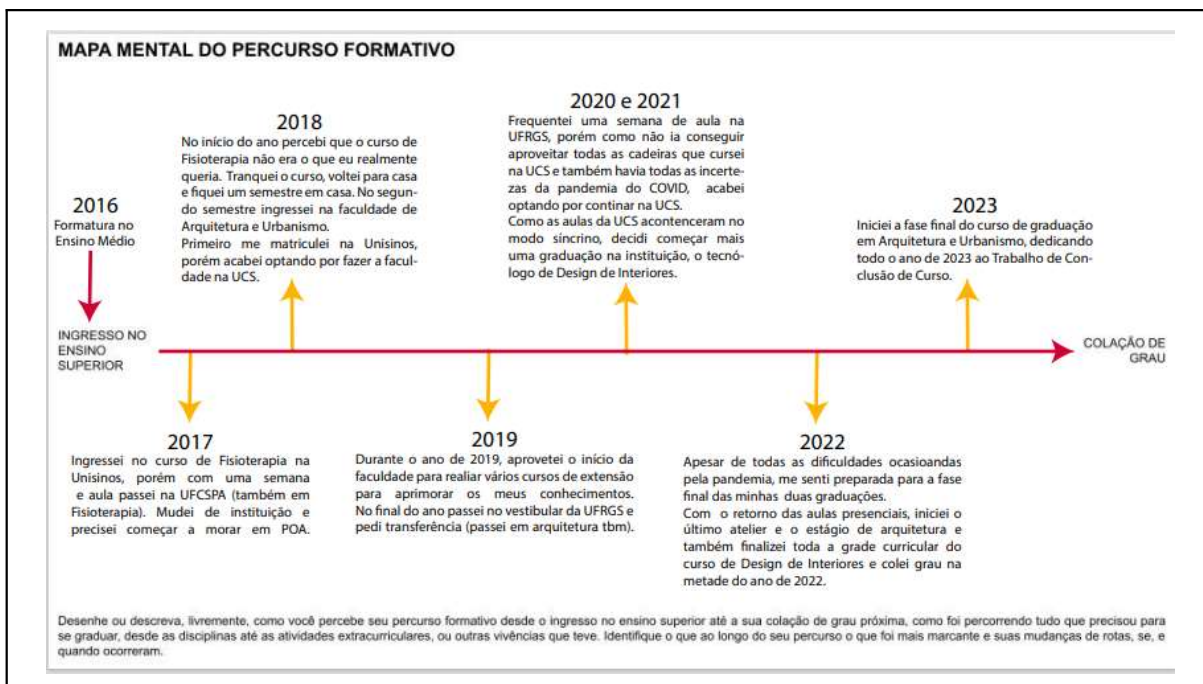 MAPA MENTAL DO PERCURSO FORMATIVO
2016
Formatura no
Ensino Médio
INGRESSO NO
ENSINO
SUPERIOR
2017
Ingressei no curso de Fisioterapia na
Unisinos, porém com uma semana
e aula passei na UFCSPA (também em
Fisioterapia). Mudei de instituição e
precisei começar a morar em POA.
2018
No início do ano percebi que o curso de
Fisioterapia não era o que eu realmente
queria. Tranquei o curso, voltei para casa
e fiquei um semestre em casa. No segun-
do semestre ingressei na faculdade de
Arquitetura e Urbanismo.
Primeiro me matriculei na Unisinos,
porém acabei optando por fazer a facul-
dade na UCS.
2019
Durante o ano de 2019, aprovetei o início da
faculdade para realiar vários cursos de extensão
para aprimorar os meus conhecimentos.
No final do ano passei no vestibular da UFRGS e
pedi transferência (passei em arquitetura tbm).
2020 e 2021
Frequentei uma semana de aula na
UFRGS, porém como não ia conseguir
aproveitar todas as cadeiras que cursei
na UCS e também havia todas as incerte-
zas da pandemia do COVID, acabei
optando por continar na UCS.
Como as aulas da UCS acontenceram no
modo síncrino, decidi começar mais
uma graduação na instituição, o tecnó-
logo de Design de Interiores.
2022
Apesar de todas as dificuldades ocasioandas
pela pandemia, me senti preparada para a fase
final das minhas duas graduações.
Com o retorno das aulas presenciais, iniciei o
último atelier e o estágio de arquitetura e
também finalizei toda a grade curricular do
curso de Design de Interiores e colei grau na
metade do ano de 2022.
2023
Iniciei a fase final do curso de graduação
em Arquitetura e Urbanismo, dedicando
todo o ano de 2023 ao Trabalho de Con-
clusão de Curso.
COLAÇÃO DE
GRAU
Desenhe ou descreva, livremente, como você percebe seu percurso formativo desde o ingresso no ensino superior até a sua colação de grau próxima, como foi percorrendo tudo que precisou para
se graduar, desde as disciplinas até as atividades extracurriculares, ou outras vivências que teve. Identifique o que ao longo do seu percurso o que foi mais marcante e suas mudanças de rotas, se, e
quando ocorreram.